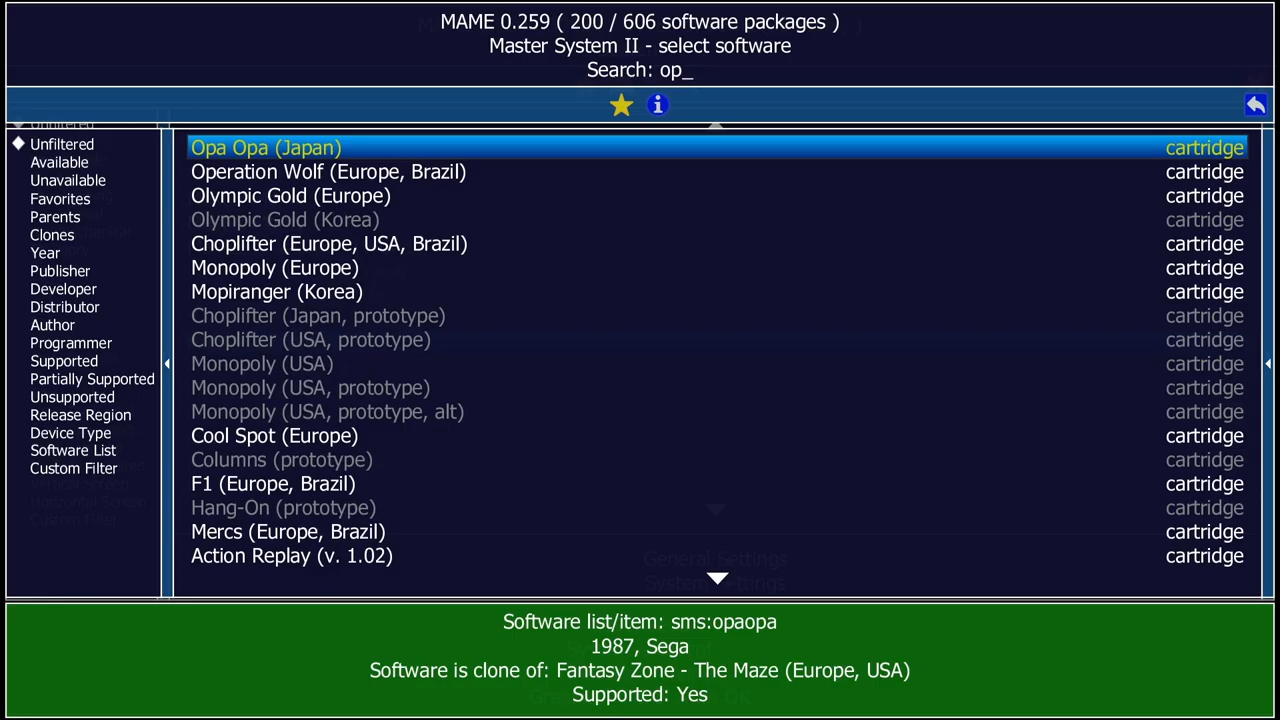 MAME 0.259 ( 200 / 606 software packages )
Master System II - select software
Search: op_
Unfiltered
Available
Unavailable
Favorites
Parents
Clones
Year
Publisher
Developer
Distributor
Author
Programmer
Supported
Partially Supported
Unsupported
Release Region
Device Type
Software List
Custom Filter
Opa Opa (Japan) cartridge
Operation Wolf (Europe, Brazil) cartridge
Olympic Gold (Europe) cartridge
Olympic Gold (Korea) cartridge
Choplifter (Europe, USA, Brazil) cartridge
Monopoly (Europe) cartridge
Mopiranger (Korea) cartridge
Choplifter (Japan, prototype) cartridge
Choplifter (USA, prototype) cartridge
Monopoly (USA) cartridge
Monopoly (USA, prototype) cartridge
Monopoly (USA, prototype, alt) cartridge
Cool Spot (Europe) cartridge
Columns (prototype) cartridge
F1 (Europe, Brazil) cartridge
Hang-On (prototype) cartridge
Mercs (Europe, Brazil) cartridge
Action Replay (v. 1.02) cartridge
General Settings
System Settings
Software list/item: sms:opaopa
1987, Sega
Software is clone of: Fantasy Zone - The Maze (Europe, USA)
Supported: Yes